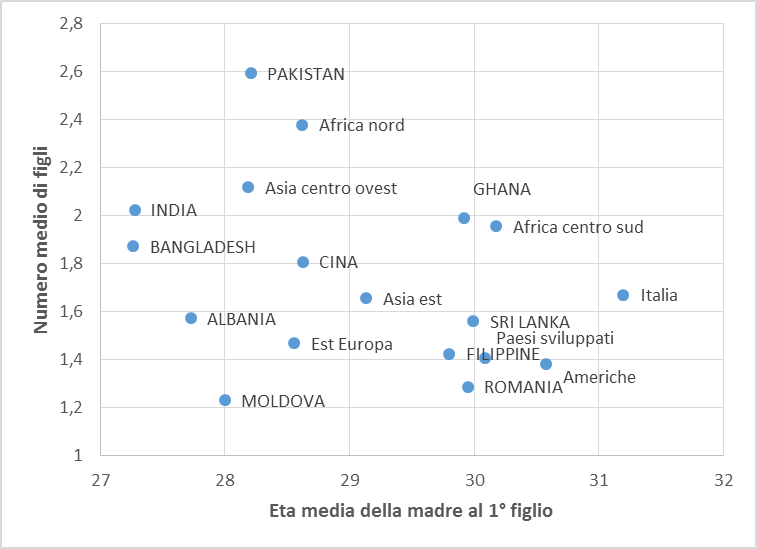 2,8
2,6
PAKISTAN
2,4
Africa nord
2,2
Asia centro ovest
GHANA
INDIA
2
Africa centro sud
BANGLADESH
CINA
1,8
Asia est
Italia
1,6
ALBANIA
SRI LANKA
Est Europa
Paesi sviluppati
FILIPPINE
1,4
Americhe
ROMANIA
MOLDOVA
1,2
1
27 28 29 30 31 32
Numero medio di figli
Eta media della madre al 1° figlio